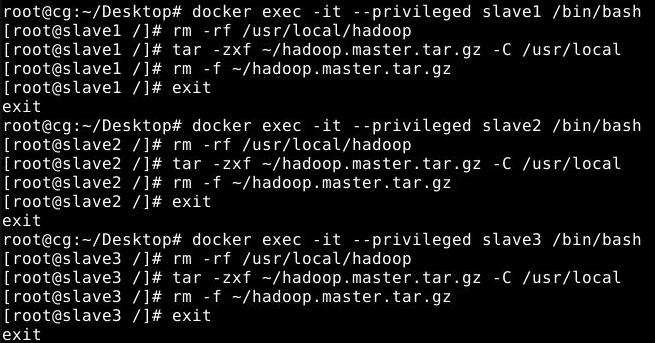 root@cg:~/Desktop# docker exec -it --privileged slave1 /bin/bash
[root@slave1 /]# rm -rf /usr/local/hadoop
[root@slave1 /]# tar -zxf ~/hadoop.master.tar.gz -C /usr/local
[root@slave1 /]# rm -f ~/hadoop.master.tar.gz
[root@slave1 /]# exit
exit
root@cg:~/Desktop# docker exec -it --privileged slave2 /bin/bash
[root@slave2 /]# rm -rf /usr/local/hadoop
[root@slave2 /]# tar -zxf ~/hadoop.master.tar.gz -C /usr/local
[root@slave2 /]# rm -f ~/hadoop.master.tar.gz
[root@slave2 /]# exit
exit
root@cg:~/Desktop# docker exec -it --privileged slave3 /bin/bash
[root@slave3 /]# rm -rf /usr/local/hadoop
[root@slave3 /]# tar -zxf ~/hadoop.master.tar.gz -C /usr/local
[root@slave3 /]# rm -f ~/hadoop.master.tar.gz
[root@slave3 /]# exit
exit